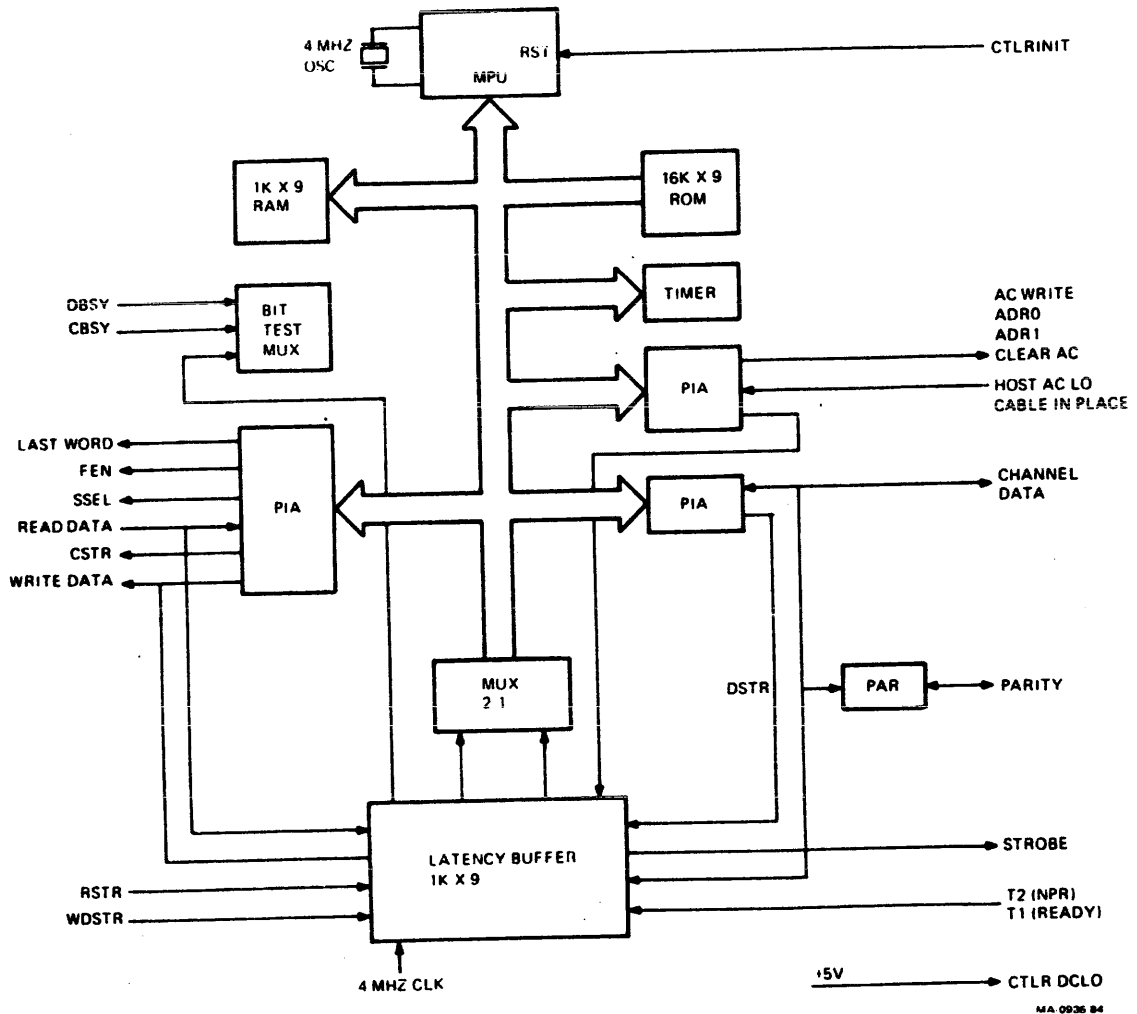 4 MHZ
OSC
RST
MPU
CTLRINIT
1K X 9
RAM
16K X 9
ROM
TIMER
DBSY
CBSY
BIT
TEST
MUX
AC WRITE
ADR0
ADR1
CLEAR AC
PIA
HOST AC LO
CABLE IN PLACE
LAST WORD
FEN
SSEL
READ DATA
CSTR
WRITE DATA
PIA
PIA
CHANNEL
DATA
MUX
2 1
DSTR
PAR
PARITY
LATENCY BUFFER
1K X 9
STROBE
RSTR
WDSTR
T2 (NPR)
T1 (READY)
4 MHZ CLK
+5V
CTLR DCLO
MA-0936 84